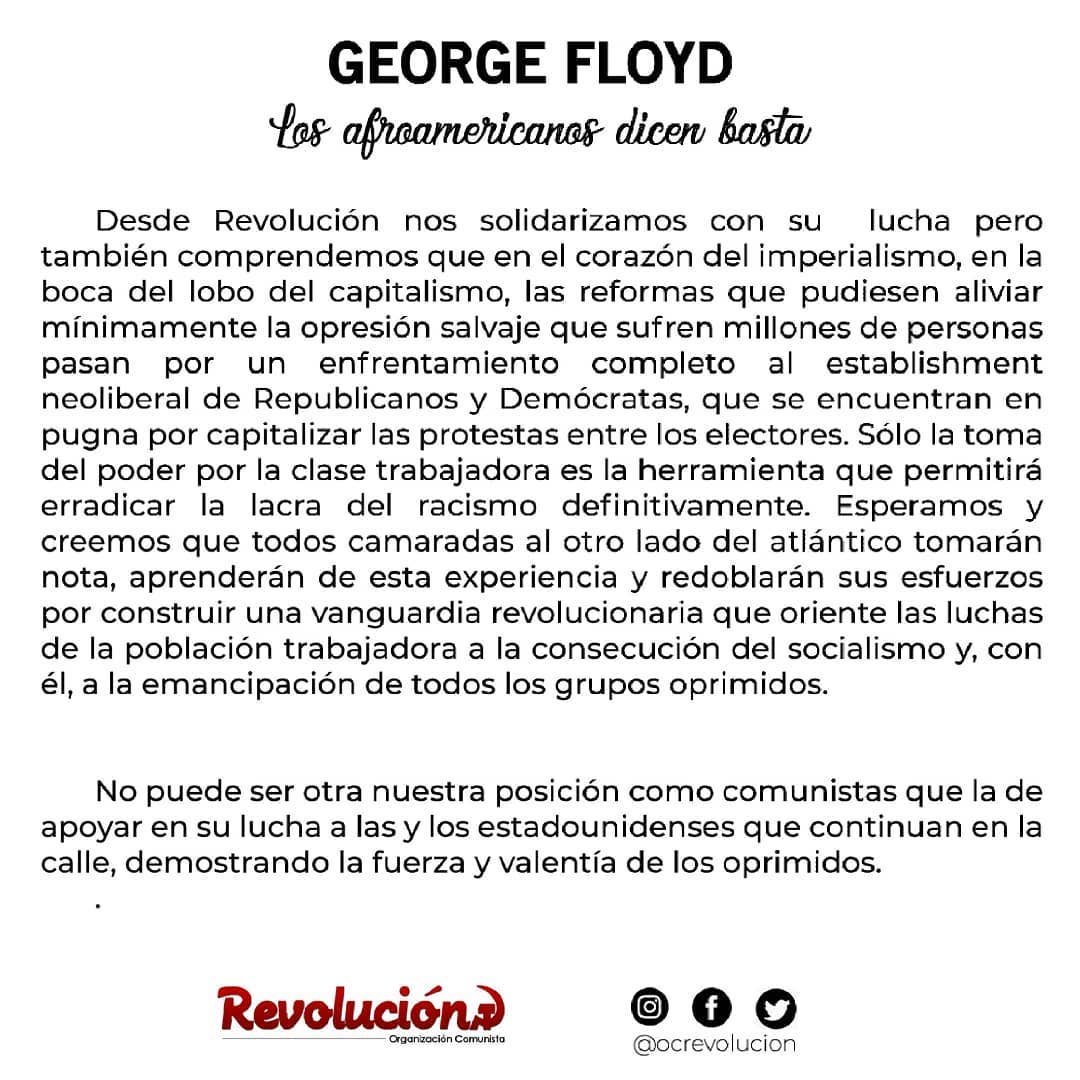 GEORGE FLOYD
Los afroamericanos dicen basta
Desde Revolución nos solidarizamos con su lucha pero
también comprendemos que en el corazón del imperialismo, en la
boca del lobo del capitalismo, las reformas que pudiesen aliviar
mínimamente la opresión salvaje que sufren millones de personas
pasan por un enfrentamiento completo al establishment
neoliberal de Republicanos y Demócratas, que se encuentran en
pugna por capitalizar las protestas entre los electores. Sólo la toma
del poder por la clase trabajadora es la herramienta que permitirá
erradicar la lacra del racismo definitivamente. Esperamos y
creemos que todos camaradas al otro lado del atlántico tomarán
nota, aprenderán de esta experiencia y redoblarán sus esfuerzos
por construir una vanguardia revolucionaria que oriente las luchas
de la población trabajadora a la consecución del socialismo y, con
él, a la emancipación de todos los grupos oprimidos.
No puede ser otra nuestra posición como comunistas que la de
apoyar en su lucha a las y los estadounidenses que continuan en la
calle, demostrando la fuerza y valentía de los oprimidos.
.
Revolución
Organización Comunista
@ocrevolucion